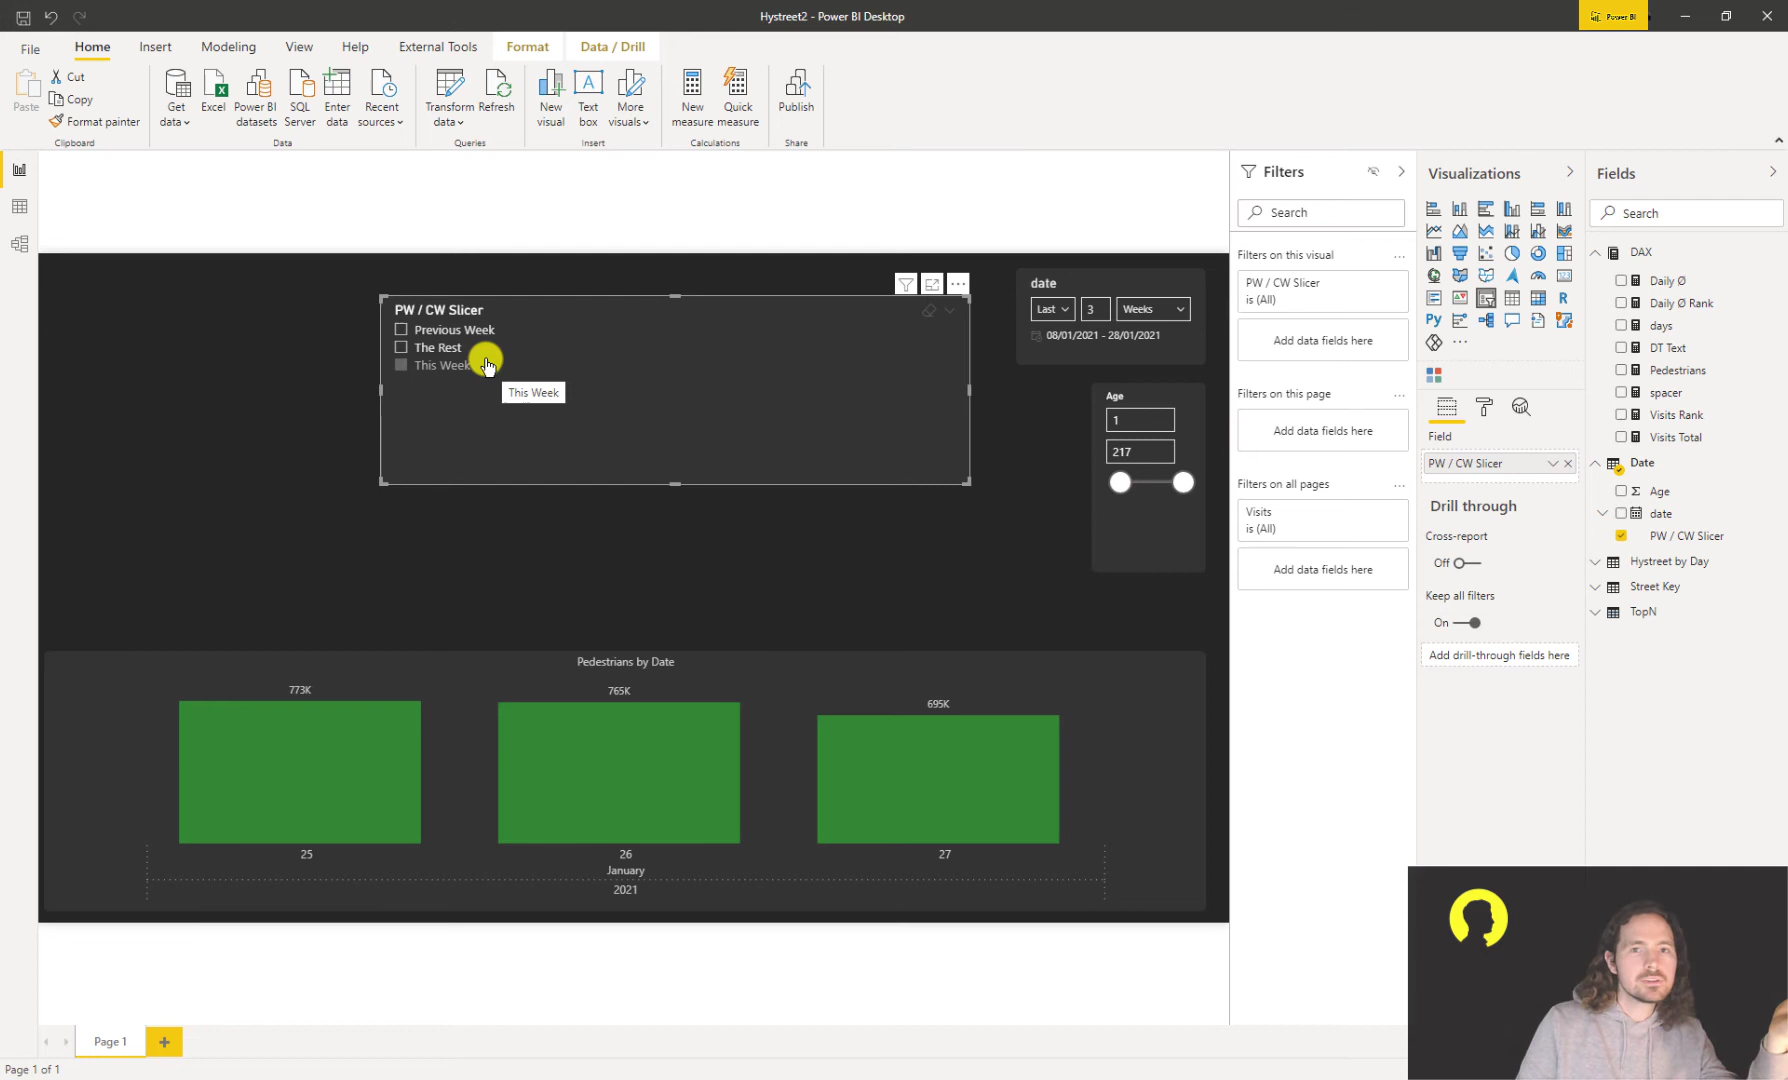 Hystreet2 - Power BI Desktop
Power BI
File
Home
Insert
Modeling
View
Help
External Tools
Format
Data / Drill
Paste
Cut
Copy
Format painter
Clipboard
Get data
Excel
Power BI datasets
SQL Server
Enter data
Recent sources
Data
Transform data
Refresh
Queries
New visual
Text box
More visuals
Insert
New measure
Quick measure
Calculations
Publish
Share
PW / CW Slicer
Previous Week
The Rest
This Week
This Week
date
Last
3
Weeks
08/01/2021 - 28/01/2021
Age
1
217
Pedestrians by Date
773K
765K
695K
25
26
27
January
2021
Filters
Search
Filters on this visual
PW / CW Slicer
is (All)
Add data fields here
Filters on this page
Add data fields here
Filters on all pages
Visits
is (All)
Add data fields here
Visualizations
R
Py
Field
PW / CW Slicer
Drill through
Cross-report
Off
Keep all filters
On
Add drill-through fields here
Fields
Search
DAX
Daily Ø
Daily Ø Rank
days
DT Text
Pedestrians
spacer
Visits Rank
Visits Total
Date
Age
date
PW / CW Slicer
Hystreet by Day
Street Key
TopN
Page 1
Page 1 of 1